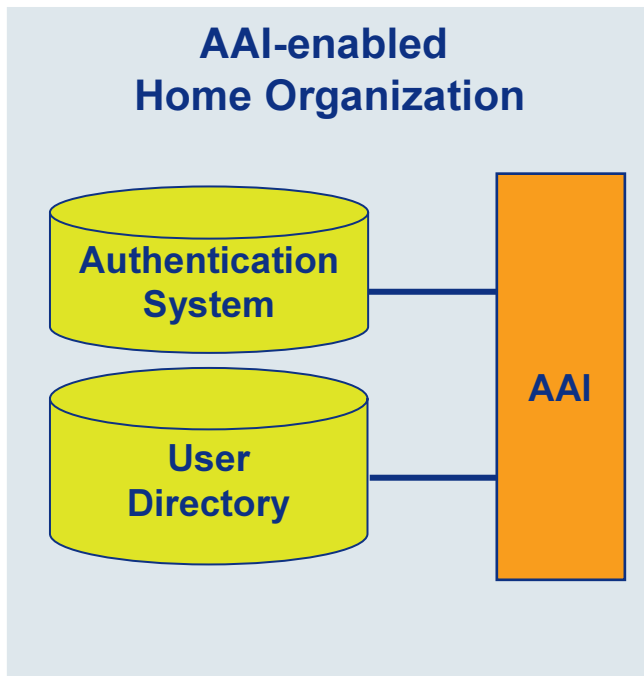 AAI-enabled
Home Organization
Authentication
System
AAI
User
Directory